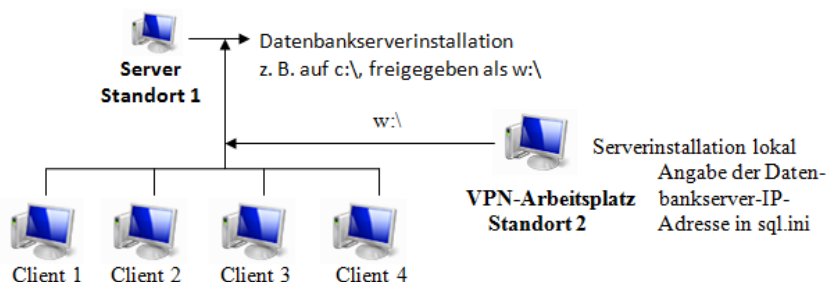 Server
Standort 1
Datenbankserverinstallation
z. B. auf c:\, freigegeben als w:\
w:\
VPN-Arbeitsplatz
Standort 2
Serverinstallation lokal
Angabe der Daten-
bankserver-IP-
Adresse in sql.ini
Client 1
Client 2
Client 3
Client 4